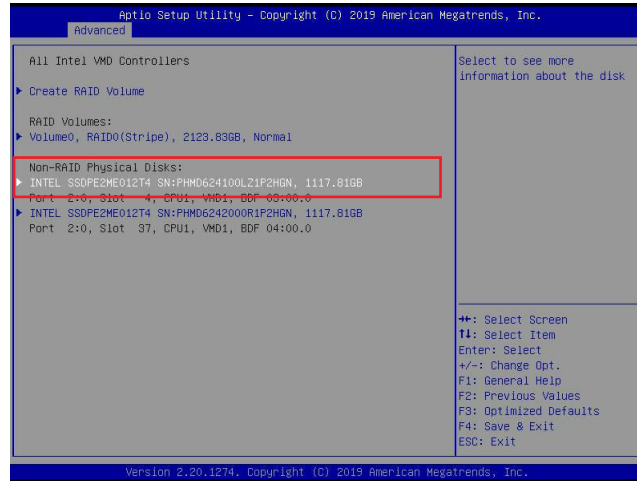 Aptio Setup Utility – Copyright (C) 2019 American Megatrends, Inc.
Advanced
All Intel VMD Controllers
Create RAID Volume
RAID Volumes:
Volume0, RAID0(Stripe), 2123.83GB, Normal
Non-RAID Physical Disks:
INTEL SSDPE2ME012T4 SN:PHMD624100LZ1P2HGN, 1117.81GB
Port 2:0, Slot 4, CPU1, VMD1, BDF 03:00.0
INTEL SSDPE2ME012T4 SN:PHMD6242000R1P2HGN, 1117.81GB
Port 2:0, Slot 37, CPU1, VMD1, BDF 04:00.0
Select to see more
information about the disk
→←: Select Screen
↑↓: Select Item
Enter: Select
+/-: Change Opt.
F1: General Help
F2: Previous Values
F3: Optimized Defaults
F4: Save & Exit
ESC: Exit
Version 2.20.1274. Copyright (C) 2019 American Megatrends, Inc.